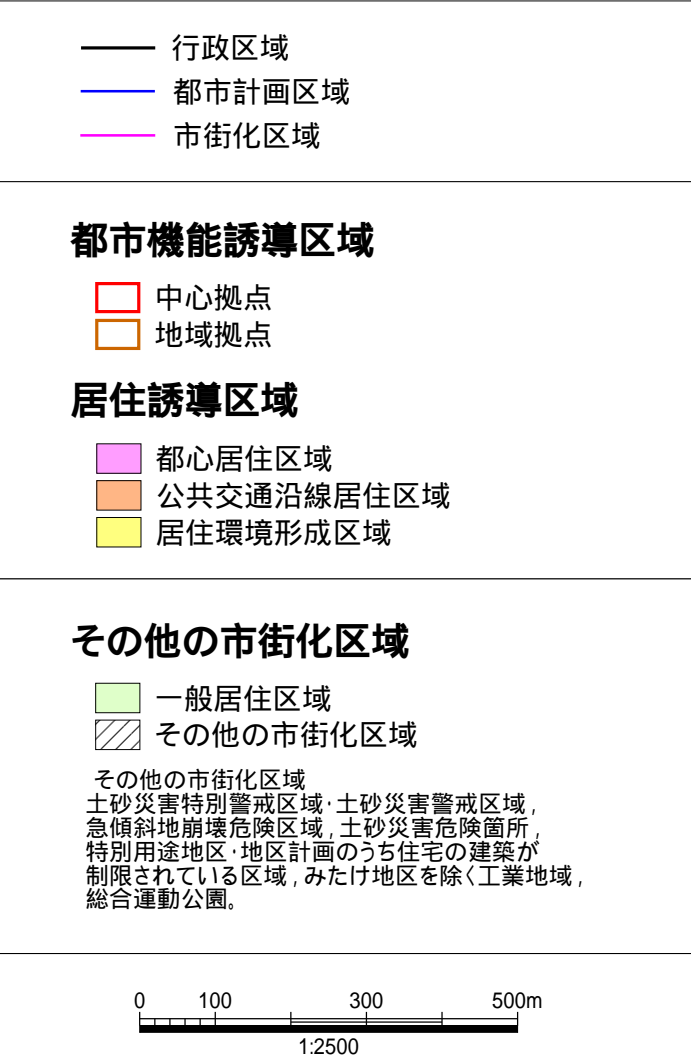 行政区域
都市計画区域
市街化区域
都市機能誘導区域
中心拠点
地域拠点
居住誘導区域
都心居住区域
公共交通沿線居住区域
居住環境形成区域
その他の市街化区域
一般居住区域
その他の市街化区域
その他の市街化区域
土砂災害特別警戒区域・土砂災害警戒区域，
急傾斜地崩壊危険区域，土砂災害危険箇所，
特別用途地区・地区計画のうち住宅の建築が
制限されている区域，みたけ地区を除く工業地域，
総合運動公園。
0 100 300 500m
1:2500